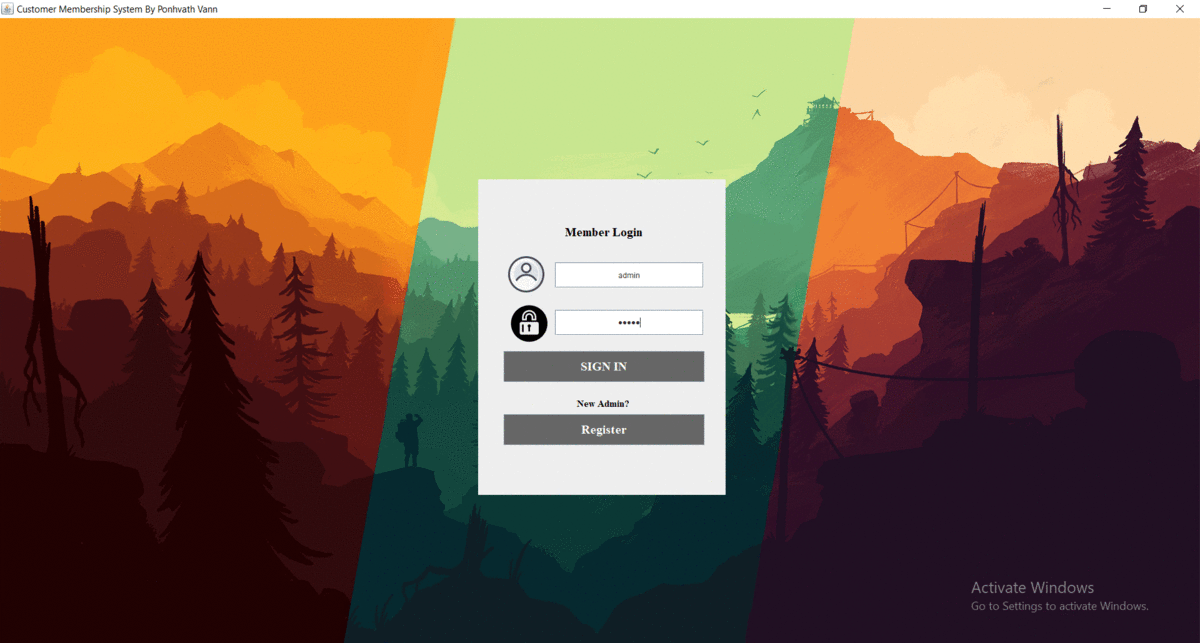 Customer Membership System By Ponhvath Vann
Member Login
admin
•••••
SIGN IN
New Admin?
Register
Activate Windows
Go to Settings to activate Windows.